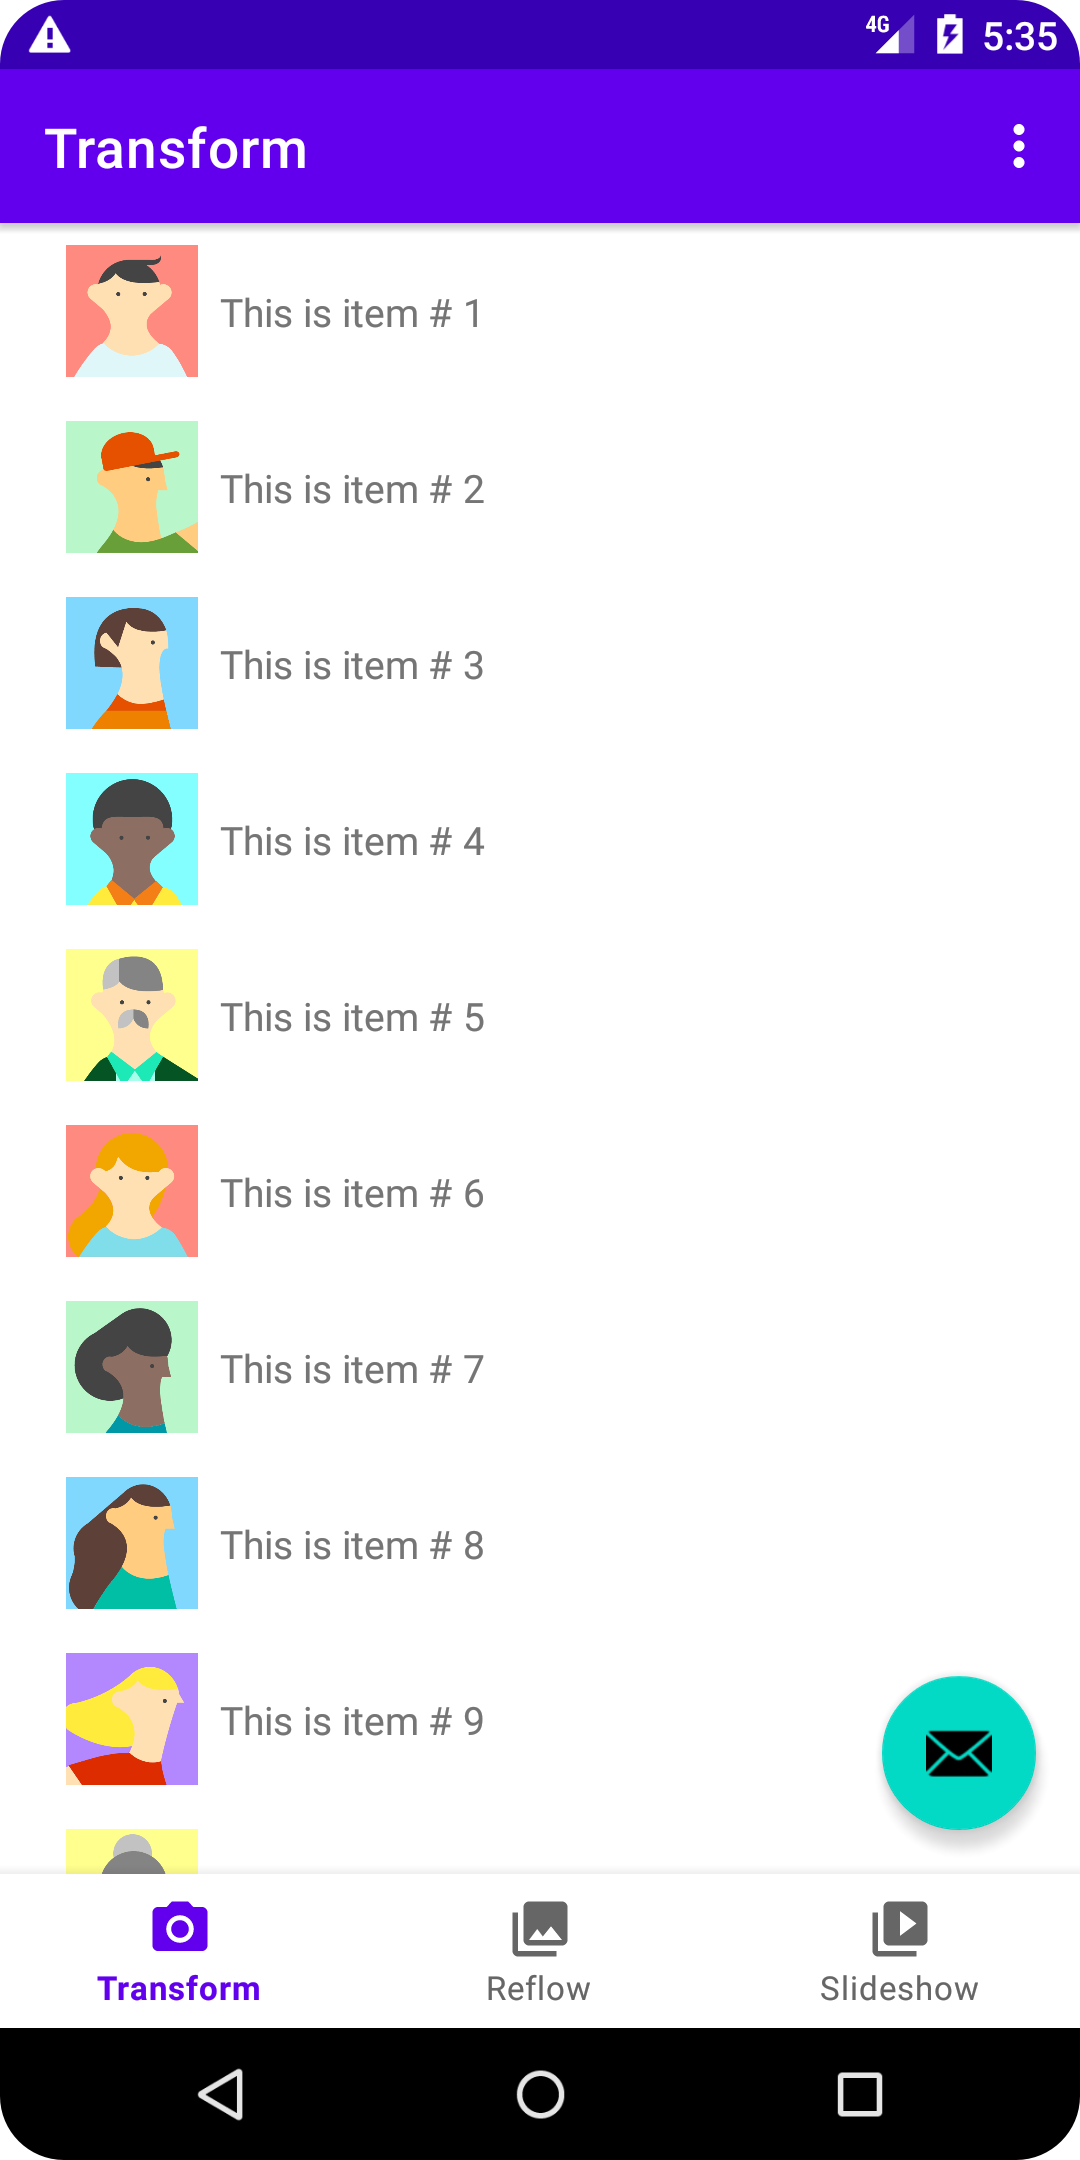 4G 5:35
Transform
This is item # 1
This is item # 2
This is item # 3
This is item # 4
This is item # 5
This is item # 6
This is item # 7
This is item # 8
This is item # 9
Transform Reflow Slideshow